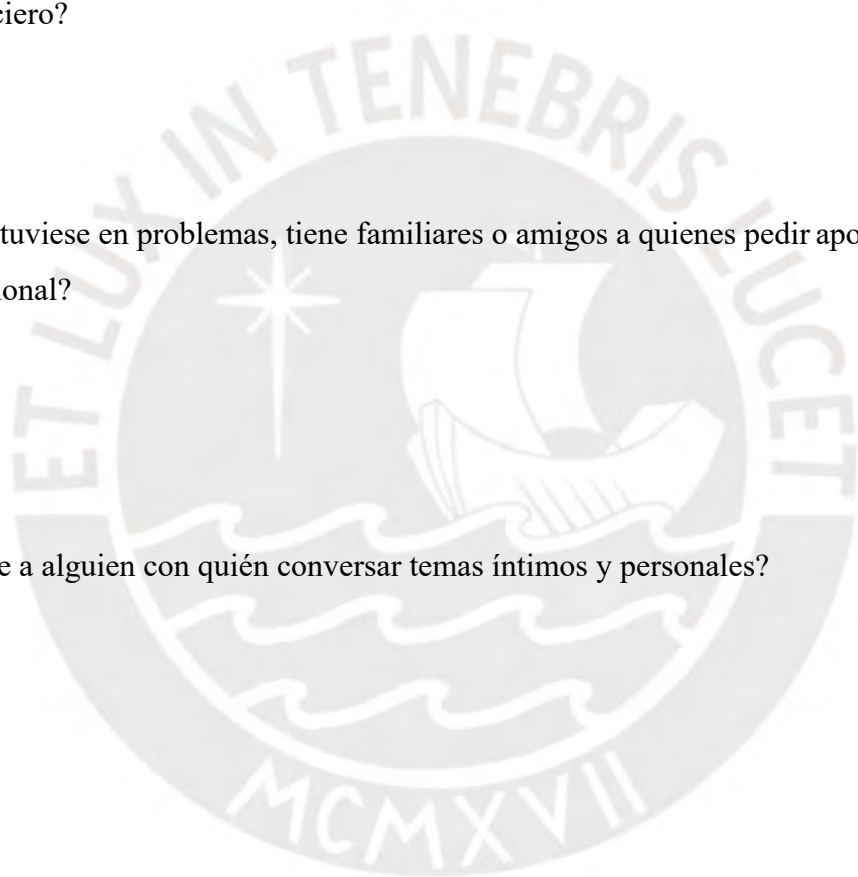 ciero?
tuviese en problemas, tiene familiares o amigos a quienes pedir apo
ional?
e a alguien con quién conversar temas íntimos y personales?
ET LUX IN TENEBRIS LUCET
MCMXVII